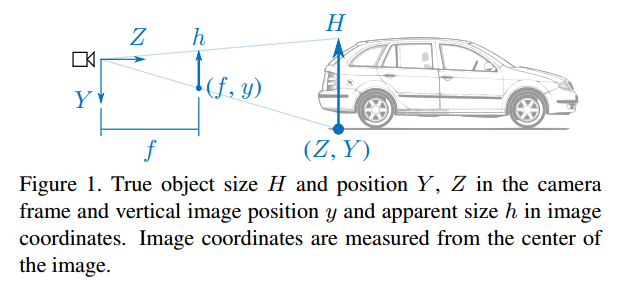 Z h H
Y (f, y)
f (Z, Y)
Figure 1. True object size H and position Y, Z in the camera
frame and vertical image position y and apparent size h in image
coordinates. Image coordinates are measured from the center of
the image.